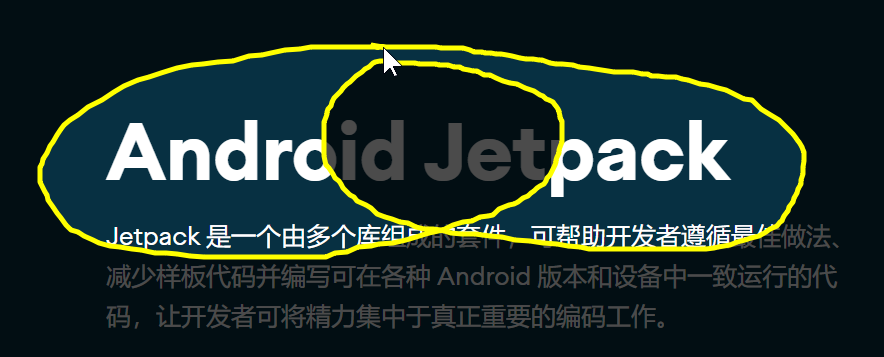 Android Jetpack
Jetpack 是一个由多个库组成的套件，可帮助开发者遵循最佳做法、
减少样板代码并编写可在各种 Android 版本和设备中一致运行的代
码，让开发者可将精力集中于真正重要的编码工作。